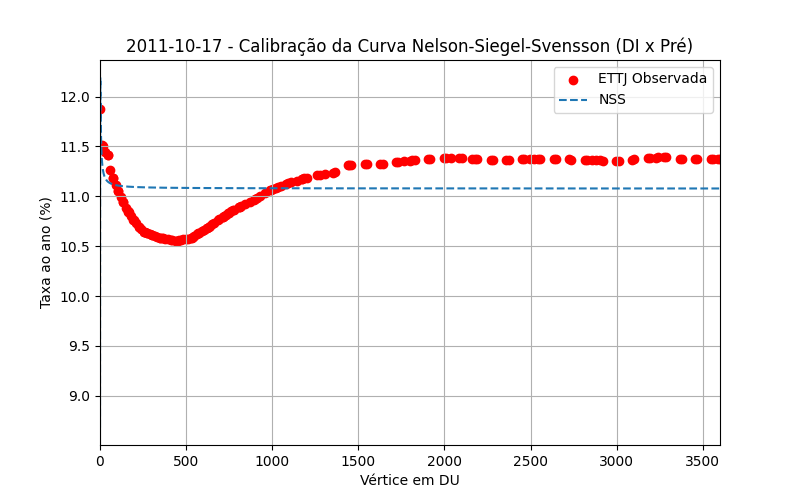 2011-10-17 - Calibração da Curva Nelson-Siegel-Svensson (DI x Pré)
ETTJ Observada
NSS
Taxa ao ano (%)
12.0
11.5
11.0
10.5
10.0
9.5
9.0
0 500 1000 1500 2000 2500 3000 3500
Vértice em DU